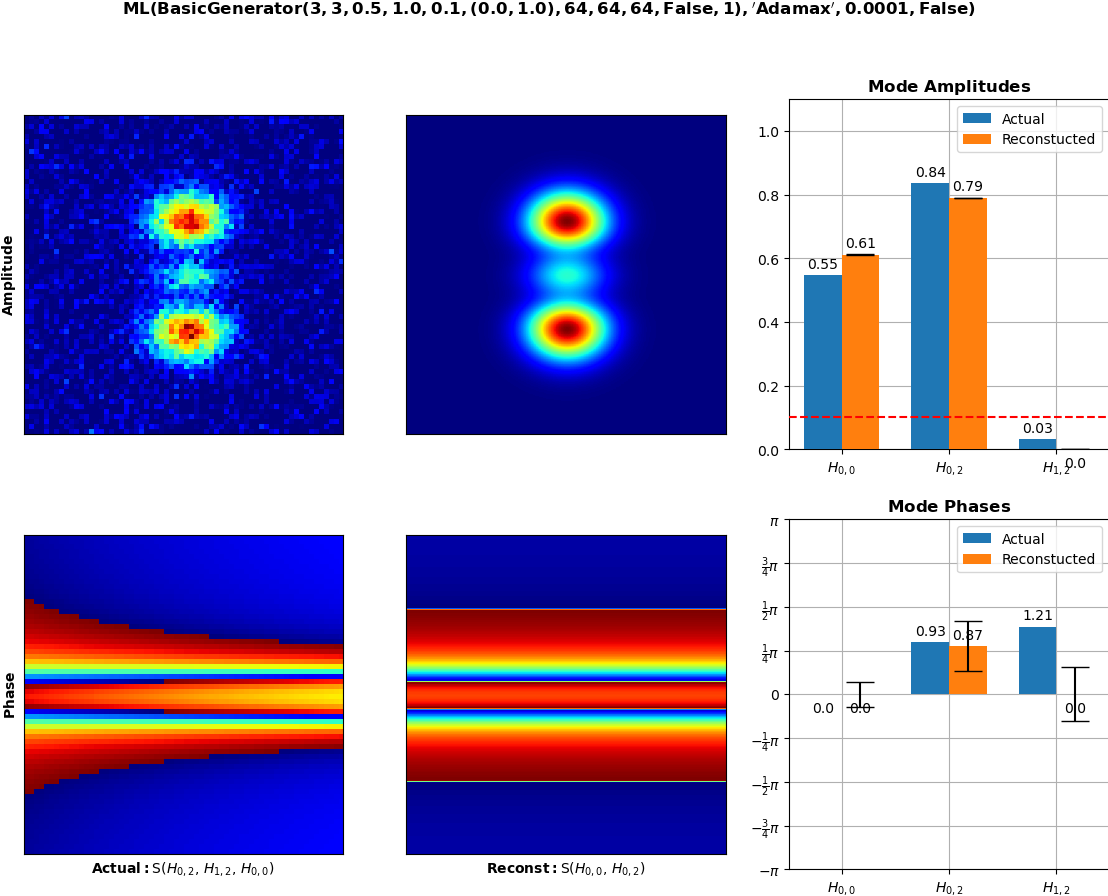 ML(BasicGenerator(3, 3, 0.5, 1.0, 0.1, (0.0, 1.0), 64, 64, 64, False, 1), 'Adamax', 0.0001, False)
Mode Amplitudes
Actual
Reconstucted
1.0
0.8
0.6
0.4
0.2
0.0
0.55
0.61
0.84
0.79
0.03
0.0
H0,0
H0,2
H1,2
Amplitude
Mode Phases
Actual
Reconstucted
π
3/4π
1/2π
1/4π
0
−1/4π
−1/2π
−3/4π
−π
0.0
0.0
0.93
0.87
1.21
0.0
H0,0
H0,2
H1,2
Phase
Actual: S(H0,2, H1,2, H0,0)
Reconst: S(H0,0, H0,2)